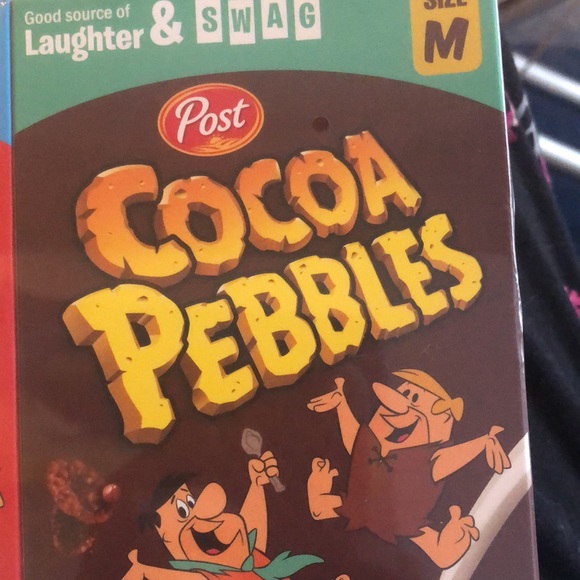 Good source of
Laughter & SWAG
SIZE
M
Post
COCOA
PEBBLES